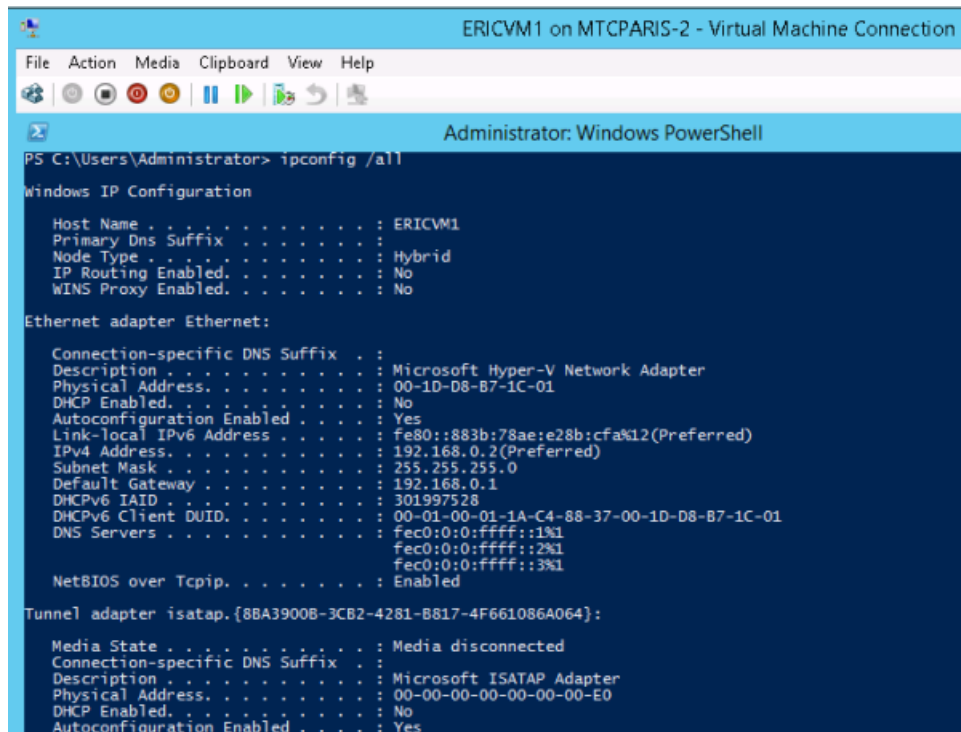 ERICVM1 on MTCPARIS-2 - Virtual Machine Connection
File Action Media Clipboard View Help
Administrator: Windows PowerShell
PS C:\Users\Administrator> ipconfig /all
Windows IP Configuration
Host Name . . . . . . . . . . . . : ERICVM1
Primary Dns Suffix . . . . . . . :
Node Type . . . . . . . . . . . . : Hybrid
IP Routing Enabled. . . . . . . . : No
WINS Proxy Enabled. . . . . . . . : No
Ethernet adapter Ethernet:
Connection-specific DNS Suffix . :
Description . . . . . . . . . . . : Microsoft Hyper-V Network Adapter
Physical Address. . . . . . . . . : 00-1D-D8-B7-1C-01
DHCP Enabled. . . . . . . . . . . : No
Autoconfiguration Enabled . . . . : Yes
Link-local IPv6 Address . . . . . : fe80::883b:78ae:e28b:cfa%12(Preferred)
IPv4 Address. . . . . . . . . . . : 192.168.0.2(Preferred)
Subnet Mask . . . . . . . . . . . : 255.255.255.0
Default Gateway . . . . . . . . . : 192.168.0.1
DHCPv6 IAID . . . . . . . . . . . : 301997528
DHCPv6 Client DUID. . . . . . . . : 00-01-00-01-1A-C4-88-37-00-1D-D8-B7-1C-01
DNS Servers . . . . . . . . . . . : fec0:0:0:ffff::1%1
fec0:0:0:ffff::2%1
fec0:0:0:ffff::3%1
NetBIOS over Tcpip. . . . . . . . : Enabled
Tunnel adapter isatap.{8BA3900B-3CB2-4281-B817-4F661086A064}:
Media State . . . . . . . . . . . : Media disconnected
Connection-specific DNS Suffix . :
Description . . . . . . . . . . . : Microsoft ISATAP Adapter
Physical Address. . . . . . . . . : 00-00-00-00-00-00-00-E0
DHCP Enabled. . . . . . . . . . . : No
Autoconfiguration Enabled . . . . : Yes